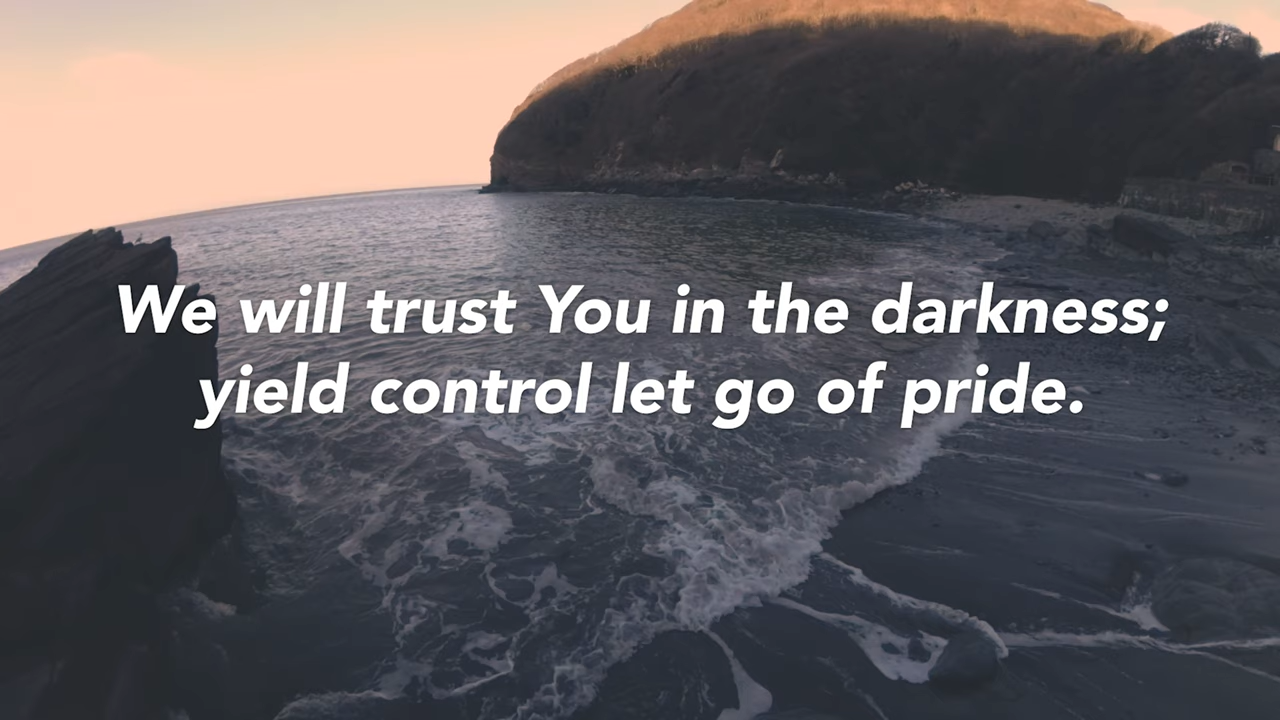 We will trust You in the darkness;
yield control let go of pride.